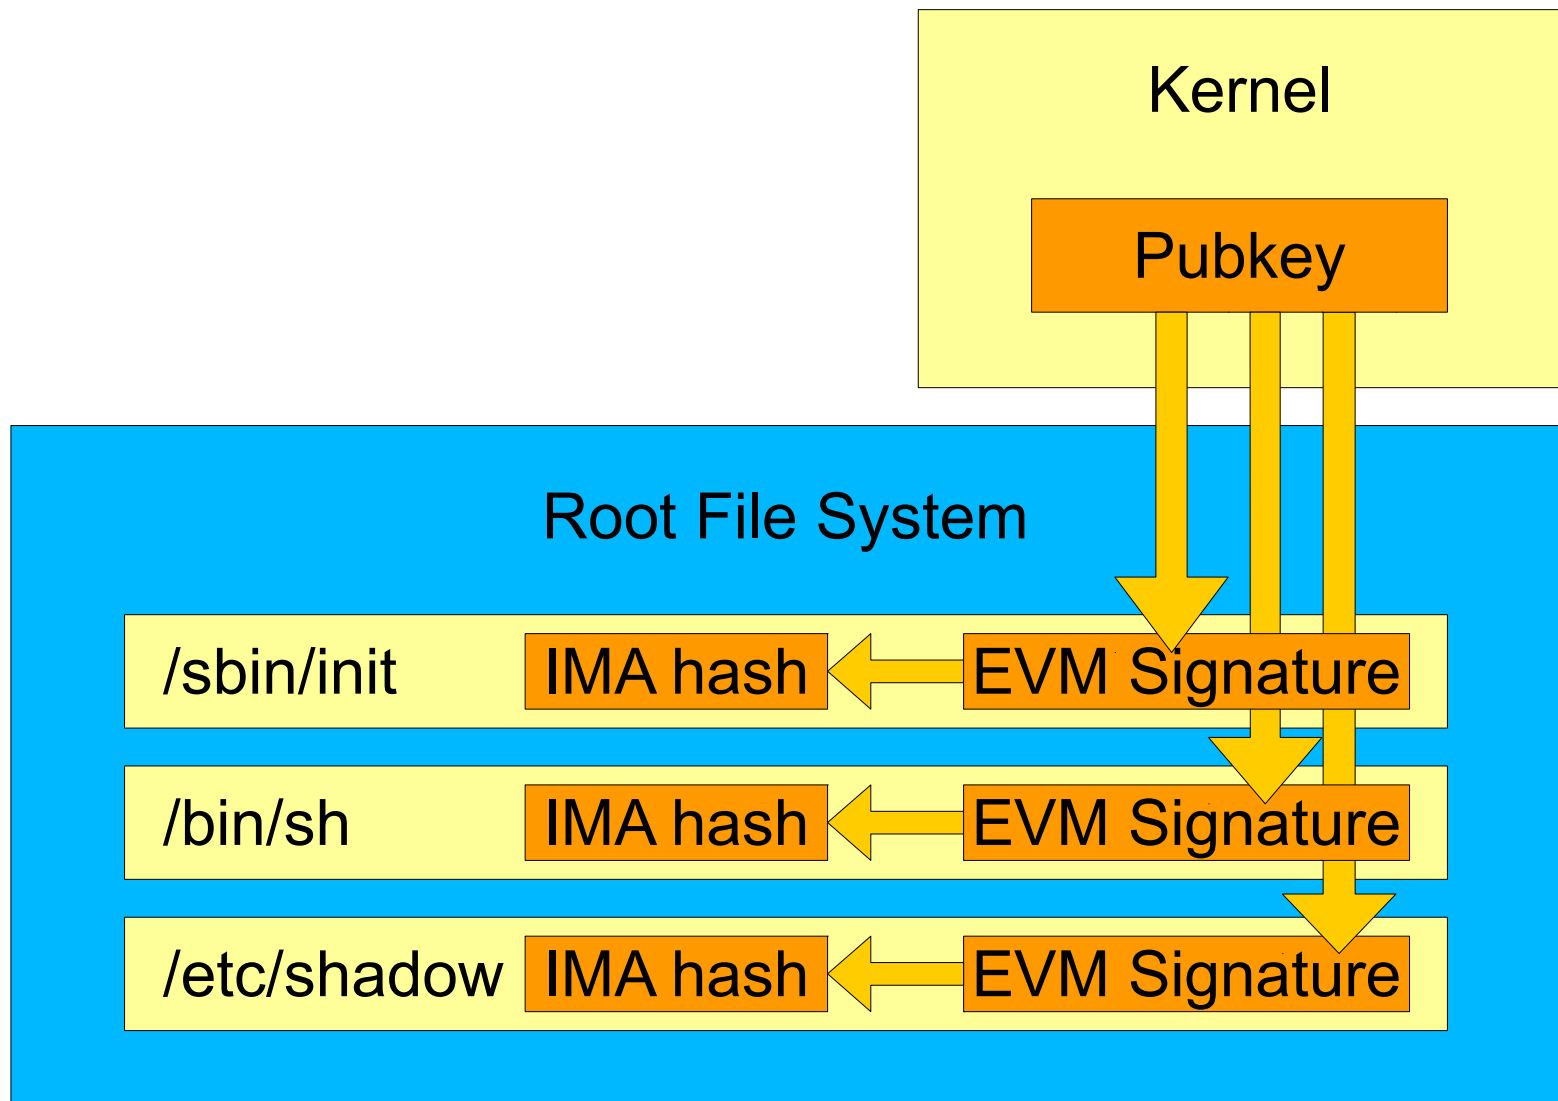 Kernel
Pubkey
Root File System
/sbin/init IMA hash EVM Signature
/bin/sh IMA hash EVM Signature
/etc/shadow IMA hash EVM Signature